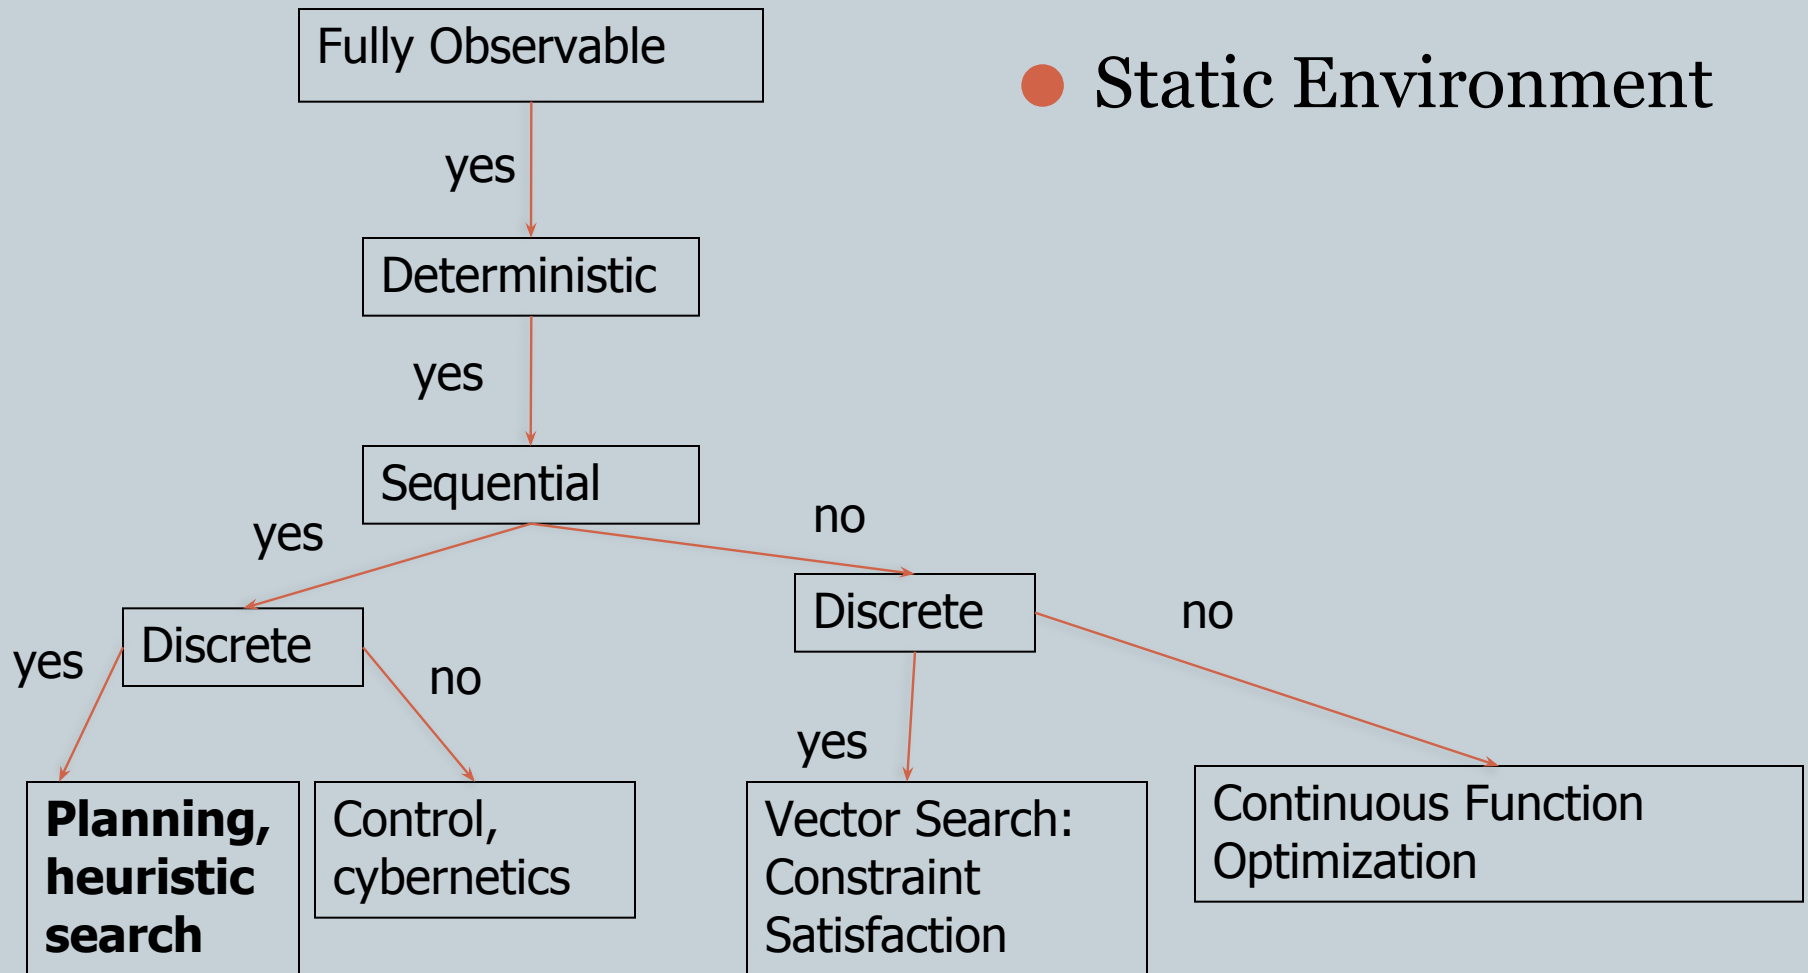 Fully Observable
Static Environment
yes
Deterministic
yes
Sequential
yes
no
Discrete
no
Discrete
yes
no
yes
Planning,
heuristic
search
Control,
cybernetics
Vector Search:
Constraint
Satisfaction
Continuous Function
Optimization